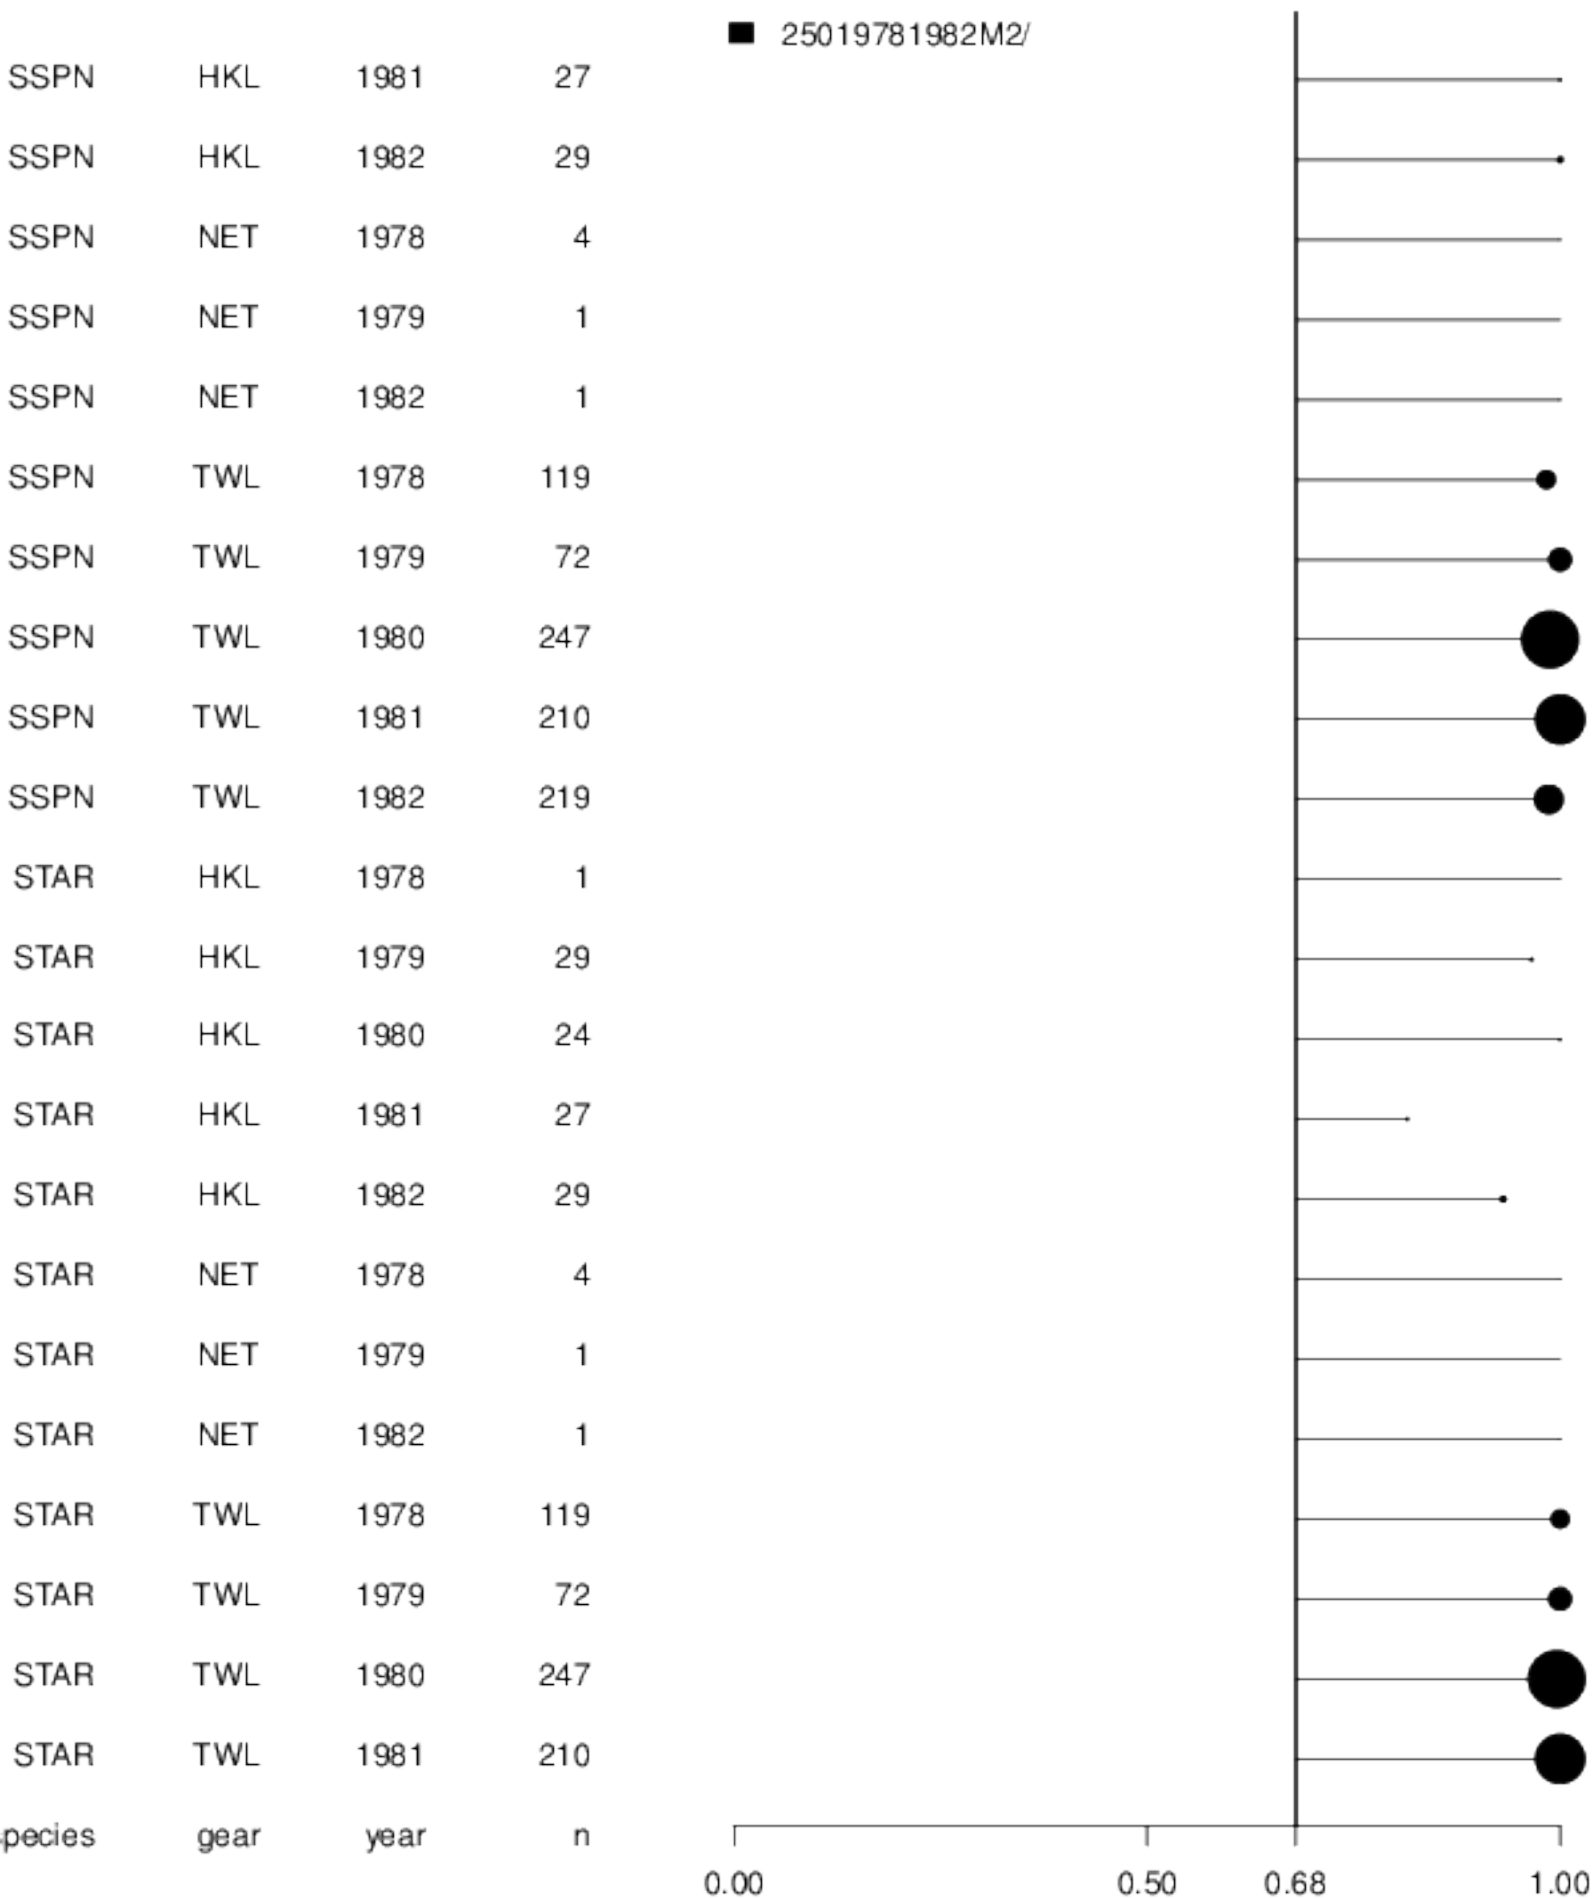 25019781982M2/
SSPN HKL 1981 27
SSPN HKL 1982 29
SSPN NET 1978 4
SSPN NET 1979 1
SSPN NET 1982 1
SSPN TWL 1978 119
SSPN TWL 1979 72
SSPN TWL 1980 247
SSPN TWL 1981 210
SSPN TWL 1982 219
STAR HKL 1978 1
STAR HKL 1979 29
STAR HKL 1980 24
STAR HKL 1981 27
STAR HKL 1982 29
STAR NET 1978 4
STAR NET 1979 1
STAR NET 1982 1
STAR TWL 1978 119
STAR TWL 1979 72
STAR TWL 1980 247
STAR TWL 1981 210
pecies gear year n
0.00 0.50 0.68 1.00